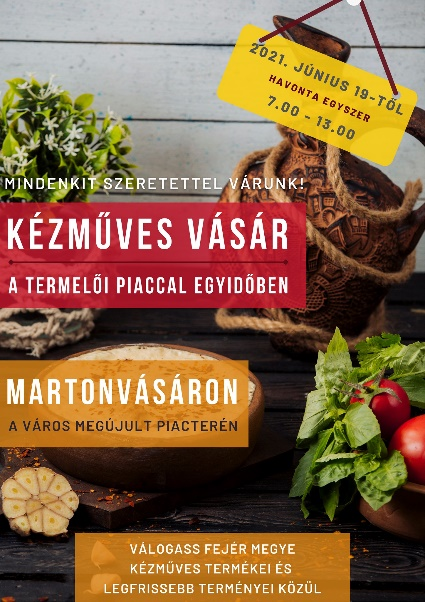 2021. JÚNIUS 19-TŐL
HAVONTA EGYSZER
7.00 - 13.00
MINDENKIT SZERETETTEL VÁRUNK!
KÉZMŰVES VÁSÁR
A TERMELŐI PIACCAL EGYIDŐBEN
MARTONVÁSÁRON
A VÁROS MEGÚJULT PIACTERÉN
VÁLOGASS FEJÉR MEGYE
KÉZMŰVES TERMÉKEI ÉS
LEGFRISSEBB TERMÉNYEI KÖZÜL